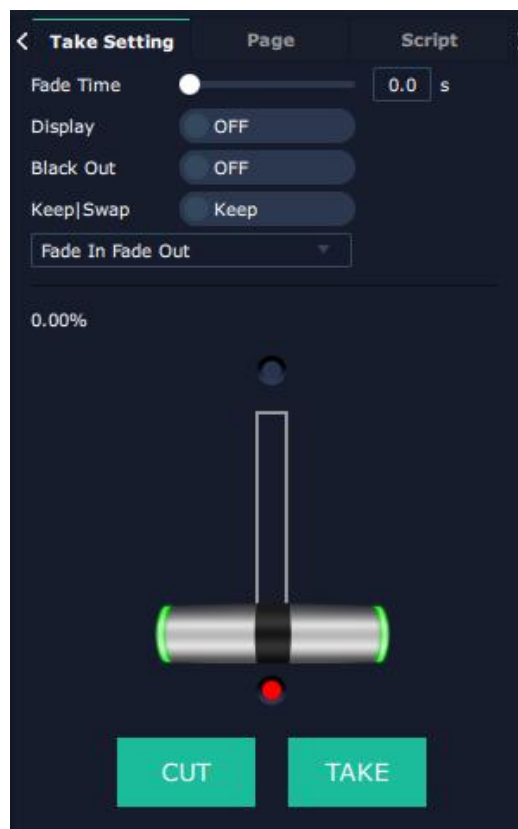 Take Setting Page Script
Fade Time 0.0 s
Display OFF
Black Out OFF
Keep|Swap Keep
Fade In Fade Out
0.00%
CUT TAKE